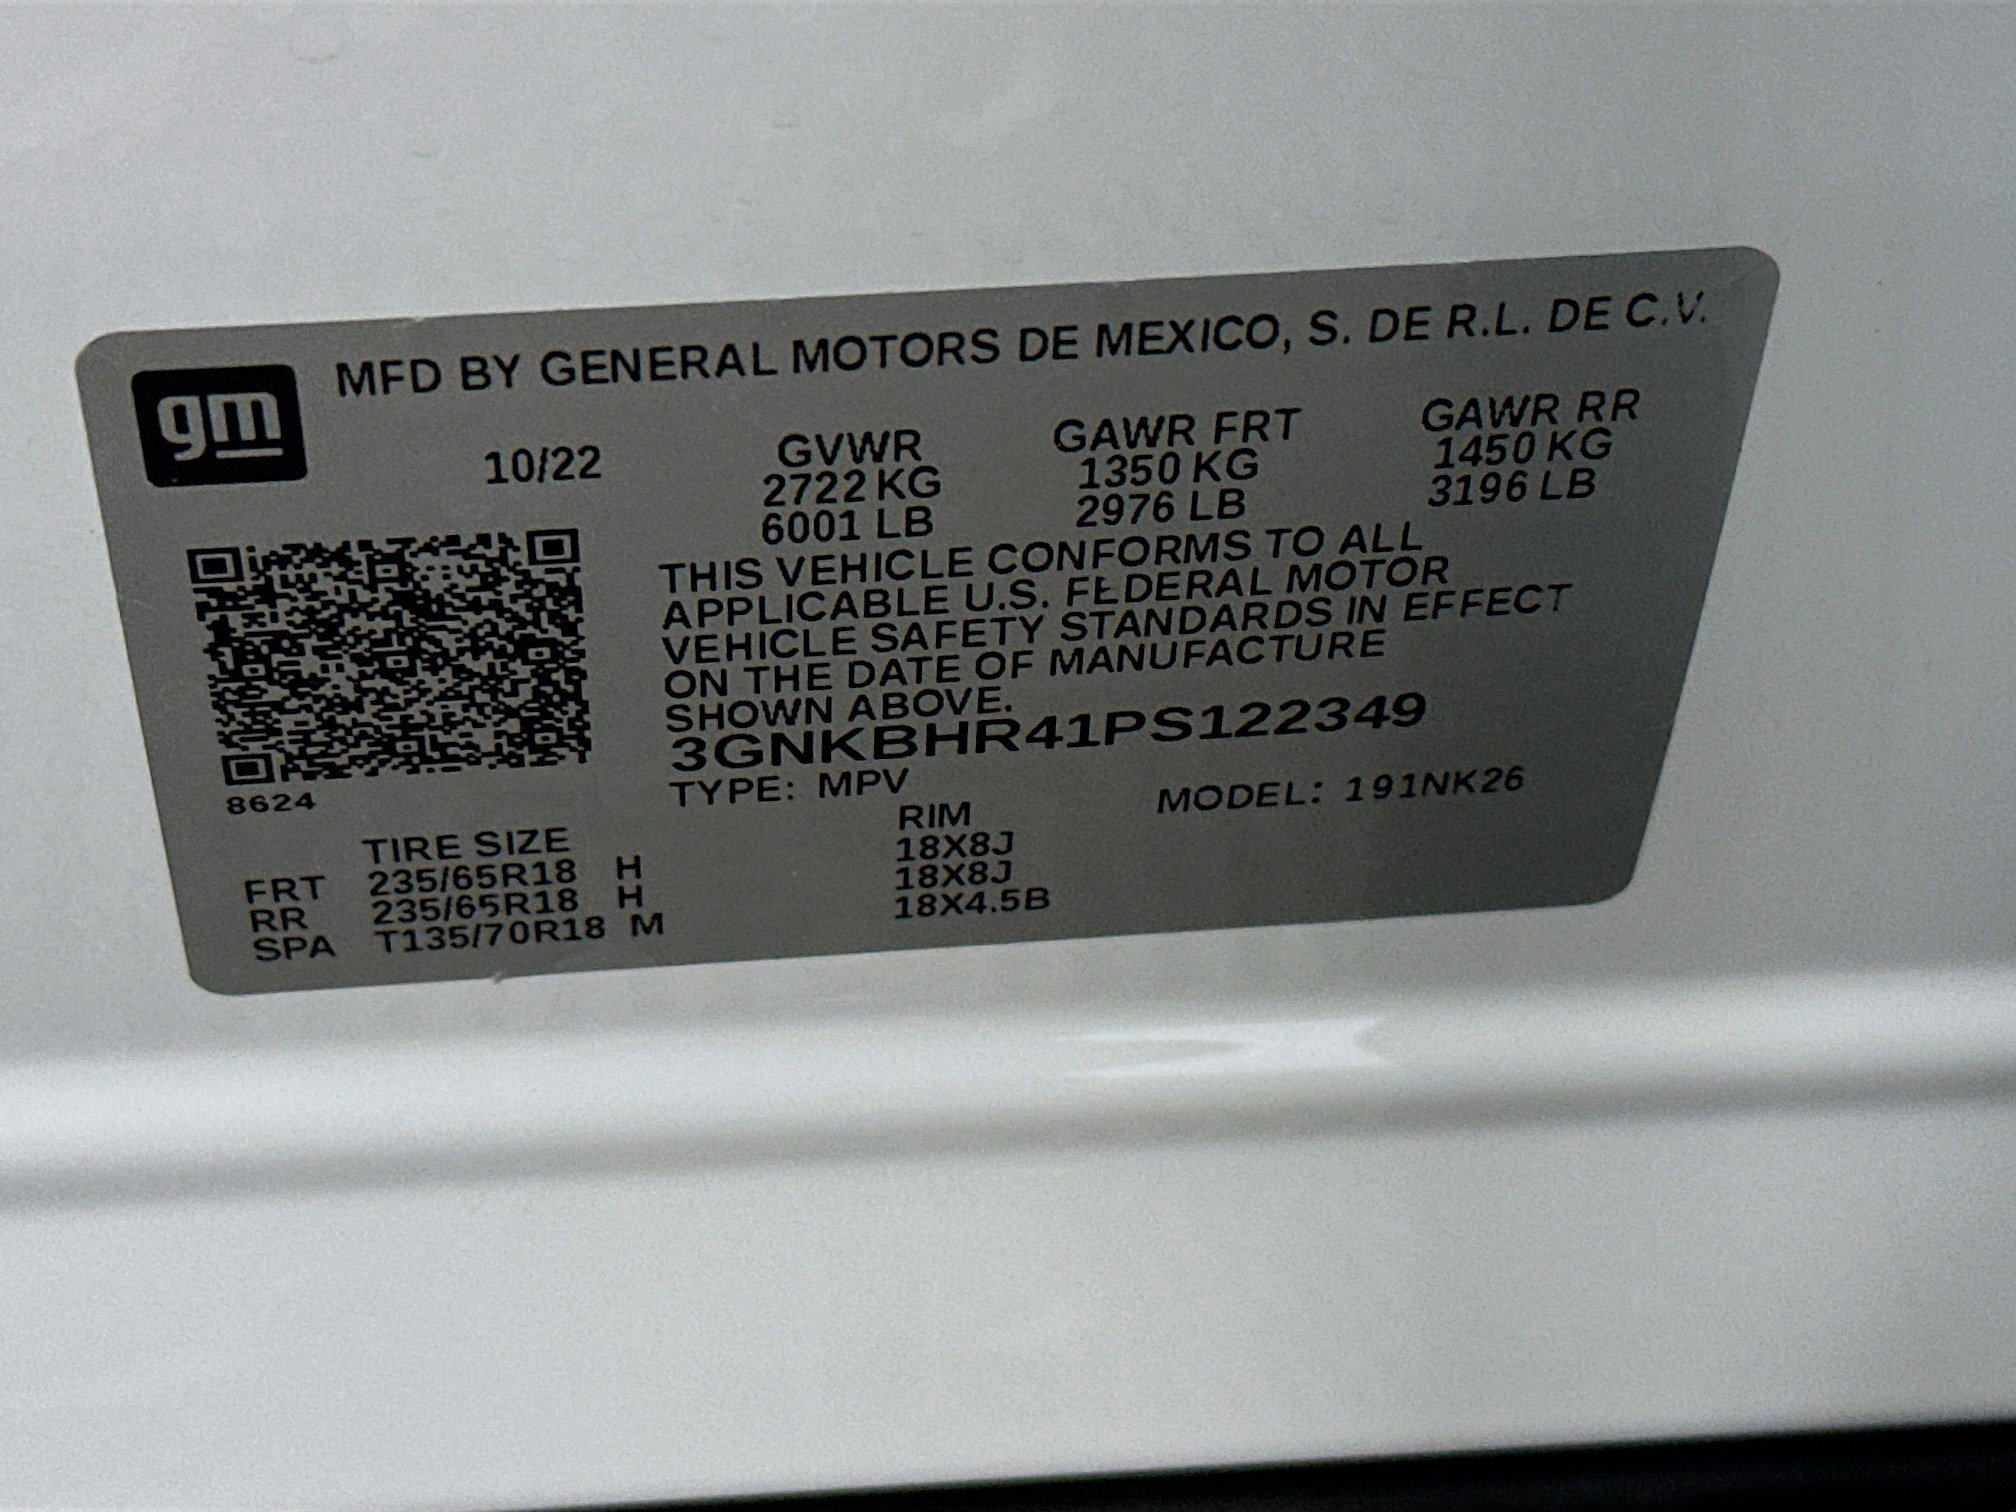 gm
MFD BY GENERAL MOTORS DE MEXICO, S. DE R.L. DE C.V.
10/22 GVWR GAWR FRT GAWR RR
2722 KG 1350 KG 1450 KG
6001 LB 2976 LB 3196 LB
THIS VEHICLE CONFORMS TO ALL
APPLICABLE U.S. FEDERAL MOTOR
VEHICLE SAFETY STANDARDS IN EFFECT
ON THE DATE OF MANUFACTURE
SHOWN ABOVE.
3GNKBHR41PS122349
8624
TYPE: MPV MODEL: 191NK26
TIRE SIZE RIM
FRT 235/65R18 H 18X8J
RR 235/65R18 H 18X8J
SPA T135/70R18 M 18X4.5B